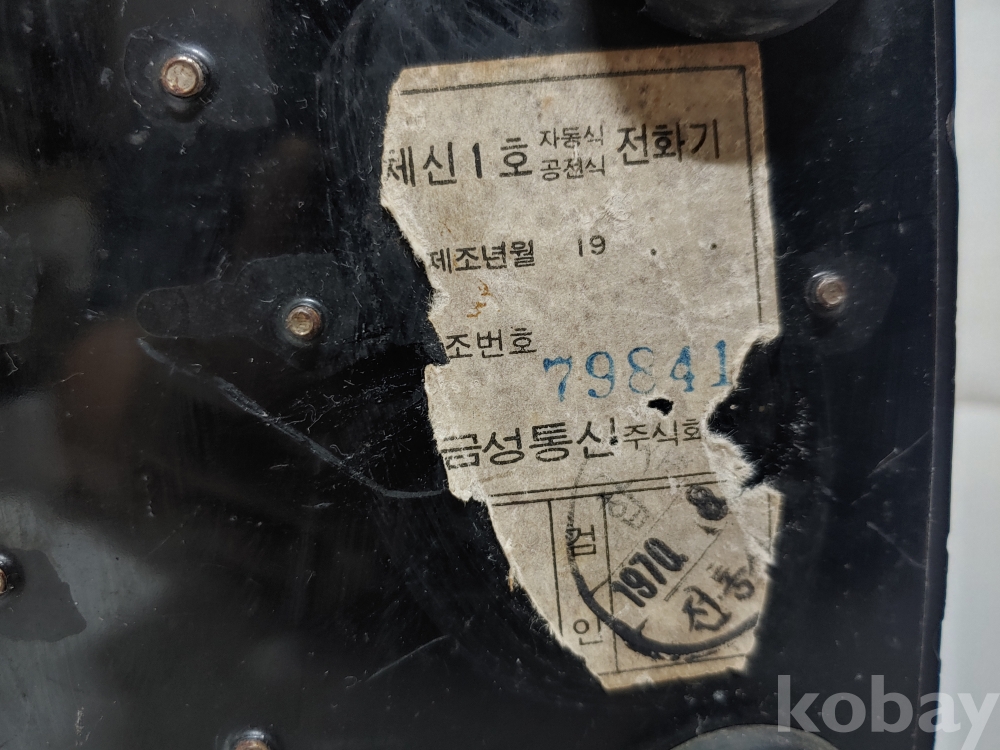 체신1호 자동식 공전식 전화기
제조년월 19 . .
조번호 79841
금성통신 주식회
검인
1970. 8
kobay